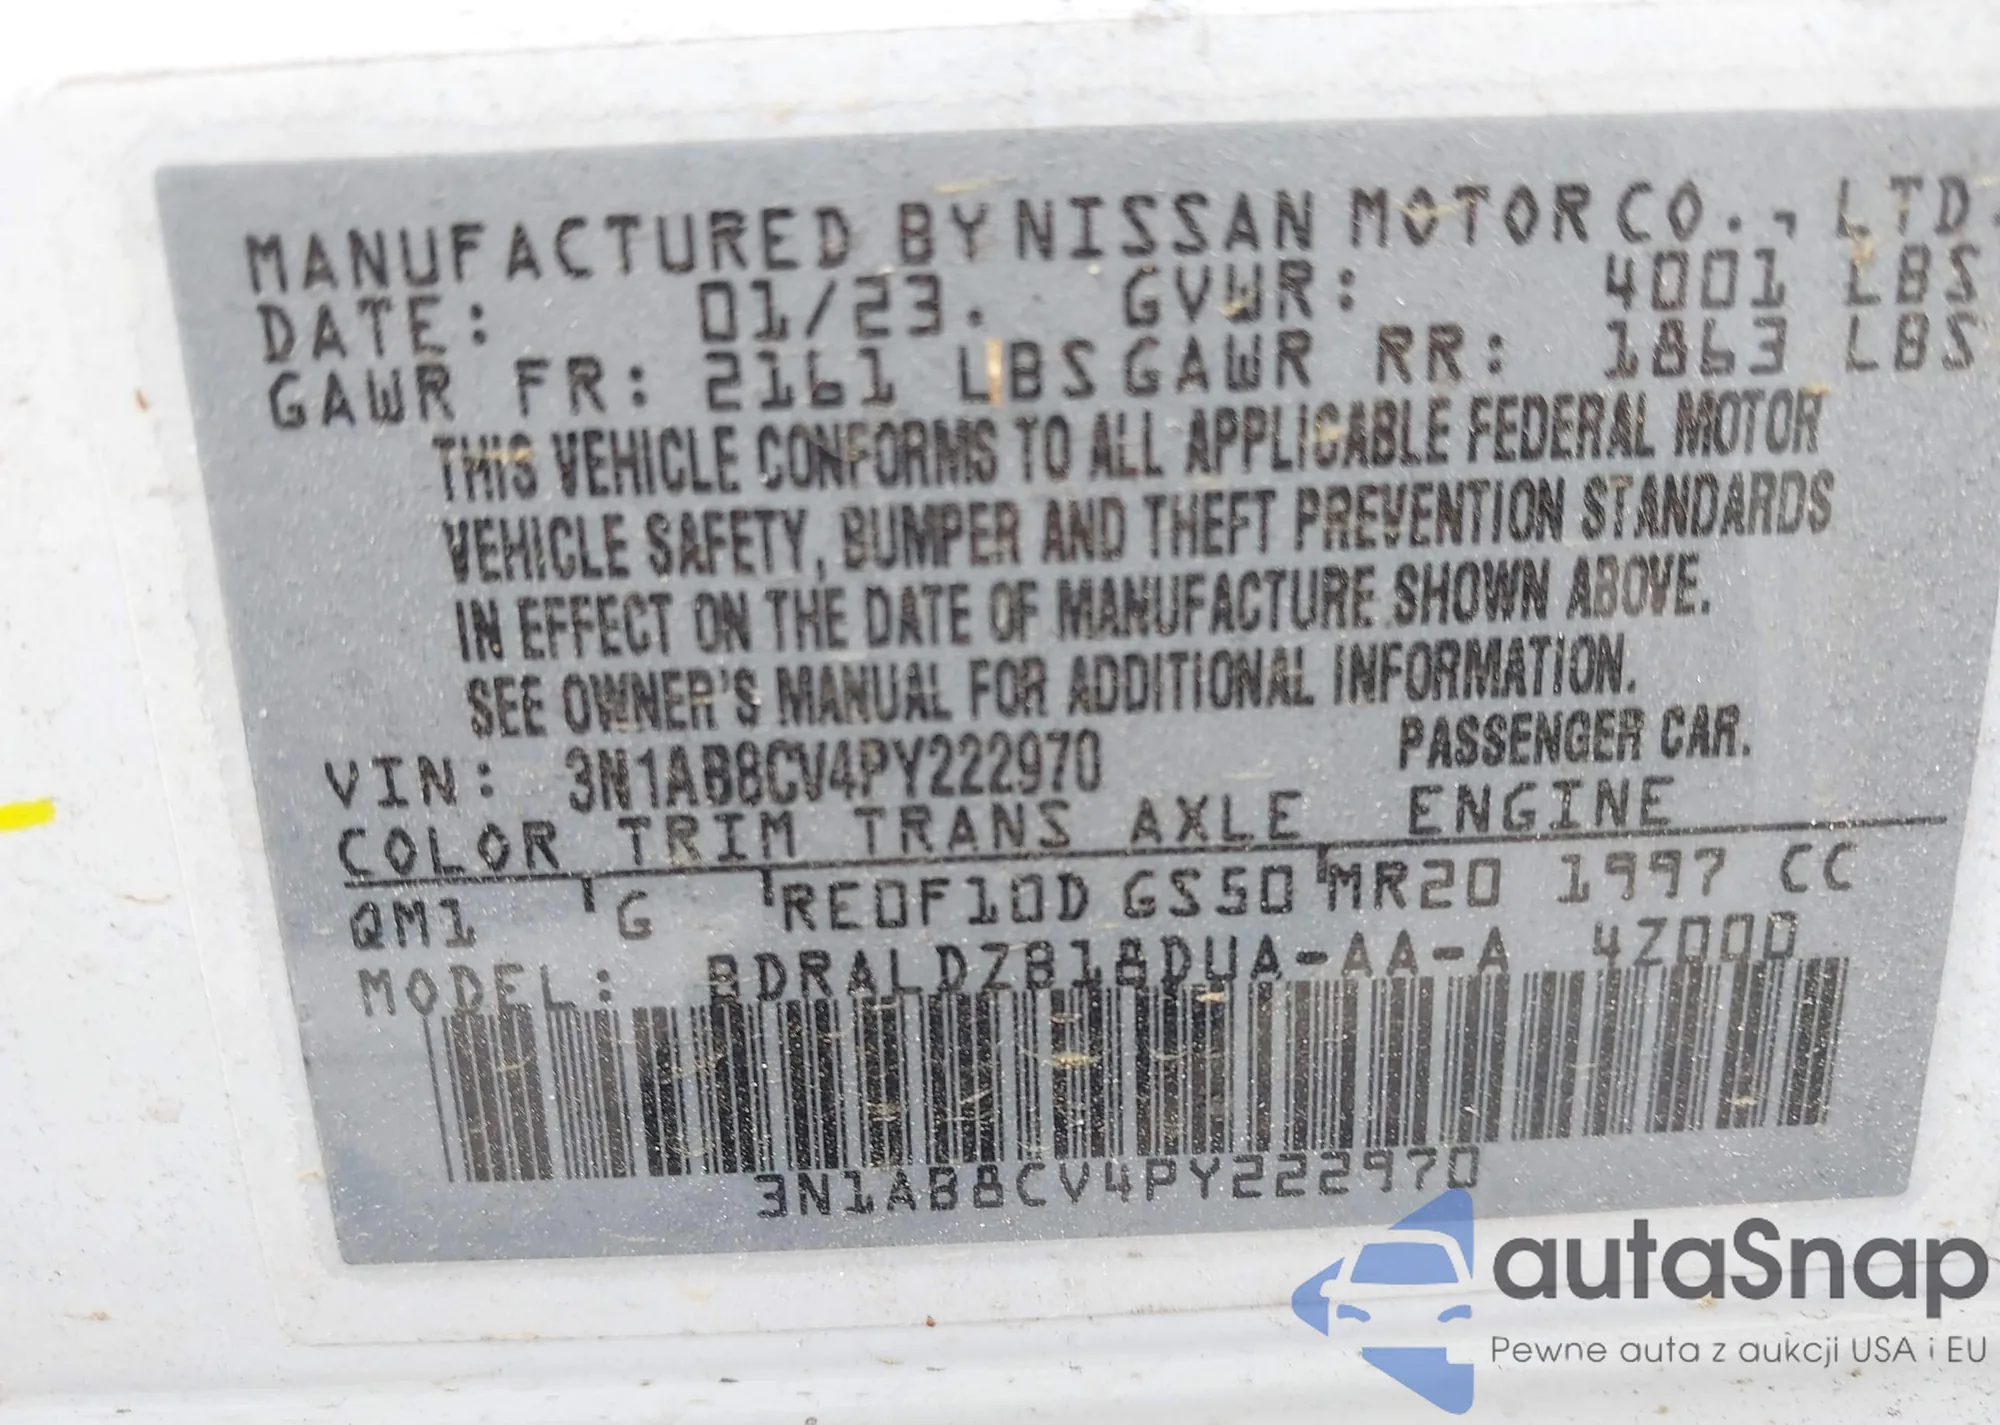 MANUFACTURED BY NISSAN MOTOR CO., LTD.
DATE: 01/23. GVWR: 4001 LBS
GAWR FR: 2161 LBS GAWR RR: 1863 LBS
THIS VEHICLE CONFORMS TO ALL APPLICABLE FEDERAL MOTOR
VEHICLE SAFETY, BUMPER AND THEFT PREVENTION STANDARDS
IN EFFECT ON THE DATE OF MANUFACTURE SHOWN ABOVE.
SEE OWNER'S MANUAL FOR ADDITIONAL INFORMATION.
VIN: 3N1AB8CV4PY222970 PASSENGER CAR.
COLOR TRIM TRANS AXLE ENGINE
QM1 G RE0F10D GS50 MR20 1997 CC
MODEL: BDRALDZB18DUA-AA-A 4Z000
3N1AB8CV4PY222970
autaSnap
Pewne auta z aukcji USA i EU